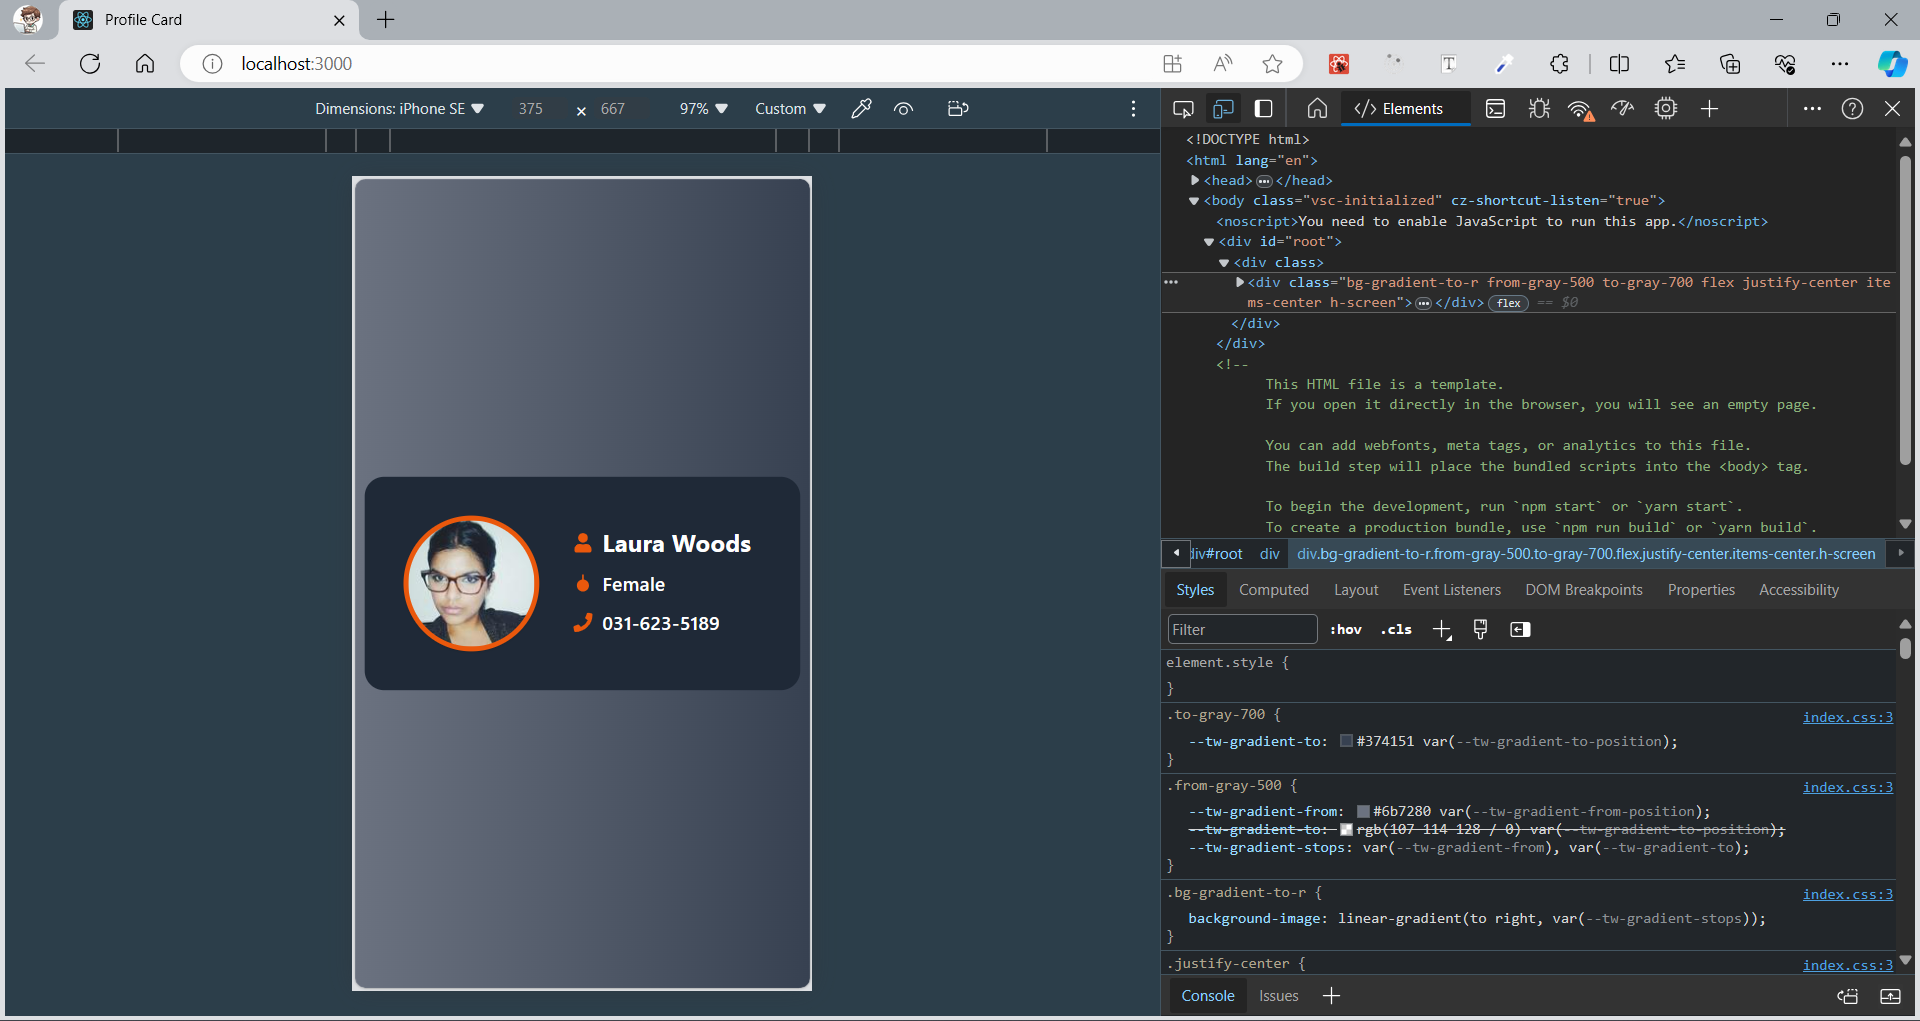 Profile Card
localhost:3000
Dimensions: iPhone SE 375 × 667 97% Custom
Elements
<!DOCTYPE html>
<html lang="en">
<head> ••• </head>
<body class="vsc-initialized" cz-shortcut-listen="true">
<noscript>You need to enable JavaScript to run this app.</noscript>
<div id="root">
<div class>
<div class="bg-gradient-to-r from-gray-500 to-gray-700 flex justify-center ite
ms-center h-screen"> ••• </div> flex == $0
</div>
</div>
<!--
This HTML file is a template.
If you open it directly in the browser, you will see an empty page.
You can add webfonts, meta tags, or analytics to this file.
The build step will place the bundled scripts into the <body> tag.
To begin the development, run `npm start` or `yarn start`.
To create a production bundle, use `npm run build` or `yarn build`.
div#root div div.bg-gradient-to-r.from-gray-500.to-gray-700.flex.justify-center.items-center.h-screen
Styles Computed Layout Event Listeners DOM Breakpoints Properties Accessibility
Filter :hov .cls
element.style {
}
.to-gray-700 { index.css:3
--tw-gradient-to: #374151 var(--tw-gradient-to-position);
}
.from-gray-500 { index.css:3
--tw-gradient-from: #6b7280 var(--tw-gradient-from-position);
--tw-gradient-to: rgb(107 114 128 / 0) var(--tw-gradient-to-position);
--tw-gradient-stops: var(--tw-gradient-from), var(--tw-gradient-to);
}
.bg-gradient-to-r { index.css:3
background-image: linear-gradient(to right, var(--tw-gradient-stops));
}
.justify-center { index.css:3
Console Issues
Laura Woods
Female
031-623-5189